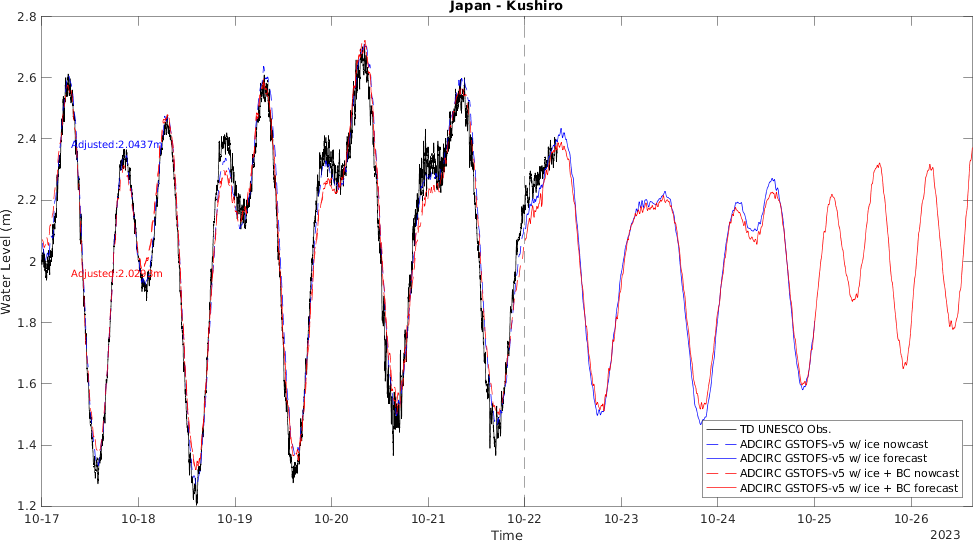 Japan - Kushiro
2.8
2.6
2.4
2.2
2
1.8
1.6
1.4
1.2
Water Level (m)
Adjusted:2.0437m
TD UNESCO Obs.
ADCIRC GSTOFS-v5 w/ ice nowcast
ADCIRC GSTOFS-v5 w/ ice forecast
ADCIRC GSTOFS-v5 w/ ice + BC nowcast
ADCIRC GSTOFS-v5 w/ ice + BC forecast
10-17 10-18 10-19 10-20 10-21 10-22 10-23 10-24 10-25 10-26
Time
2023